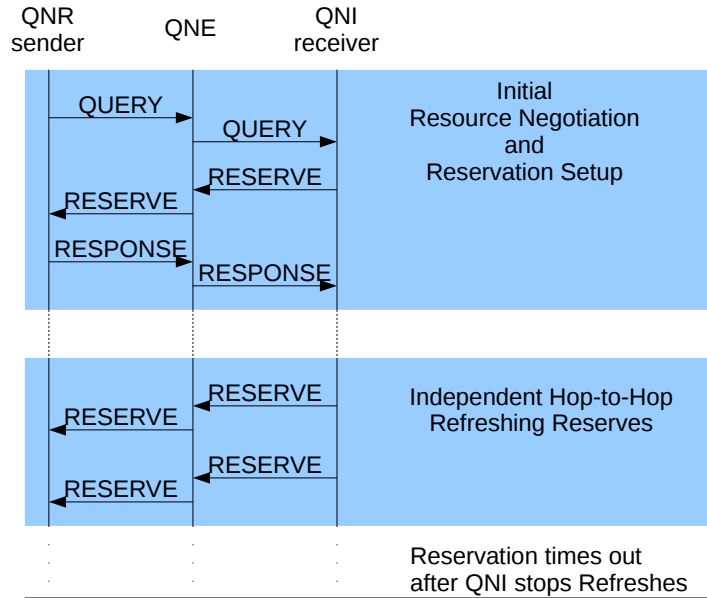 QNR
sender
QNE
QNI
receiver
QUERY
QUERY
RESERVE
RESERVE
RESPONSE
RESPONSE
Initial
Resource Negotiation
and
Reservation Setup
RESERVE
RESERVE
RESERVE
RESERVE
Independent Hop-to-Hop
Refreshing Reserves
Reservation times out
after QNI stops Refreshes